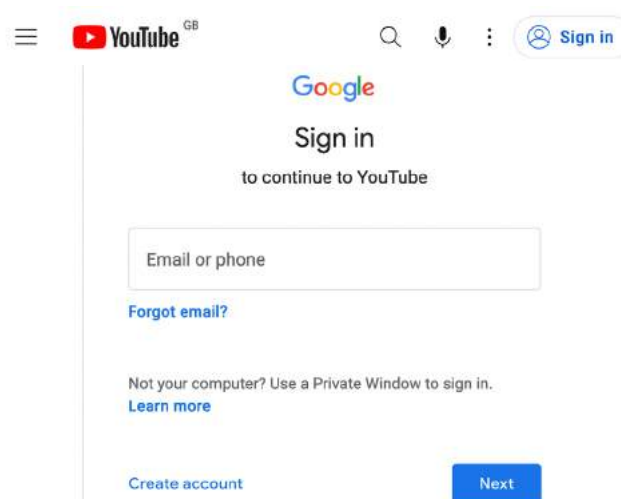 YouTube GB
Sign in
Google
Sign in
to continue to YouTube
Email or phone
Forgot email?
Not your computer? Use a Private Window to sign in.
Learn more
Create account
Next